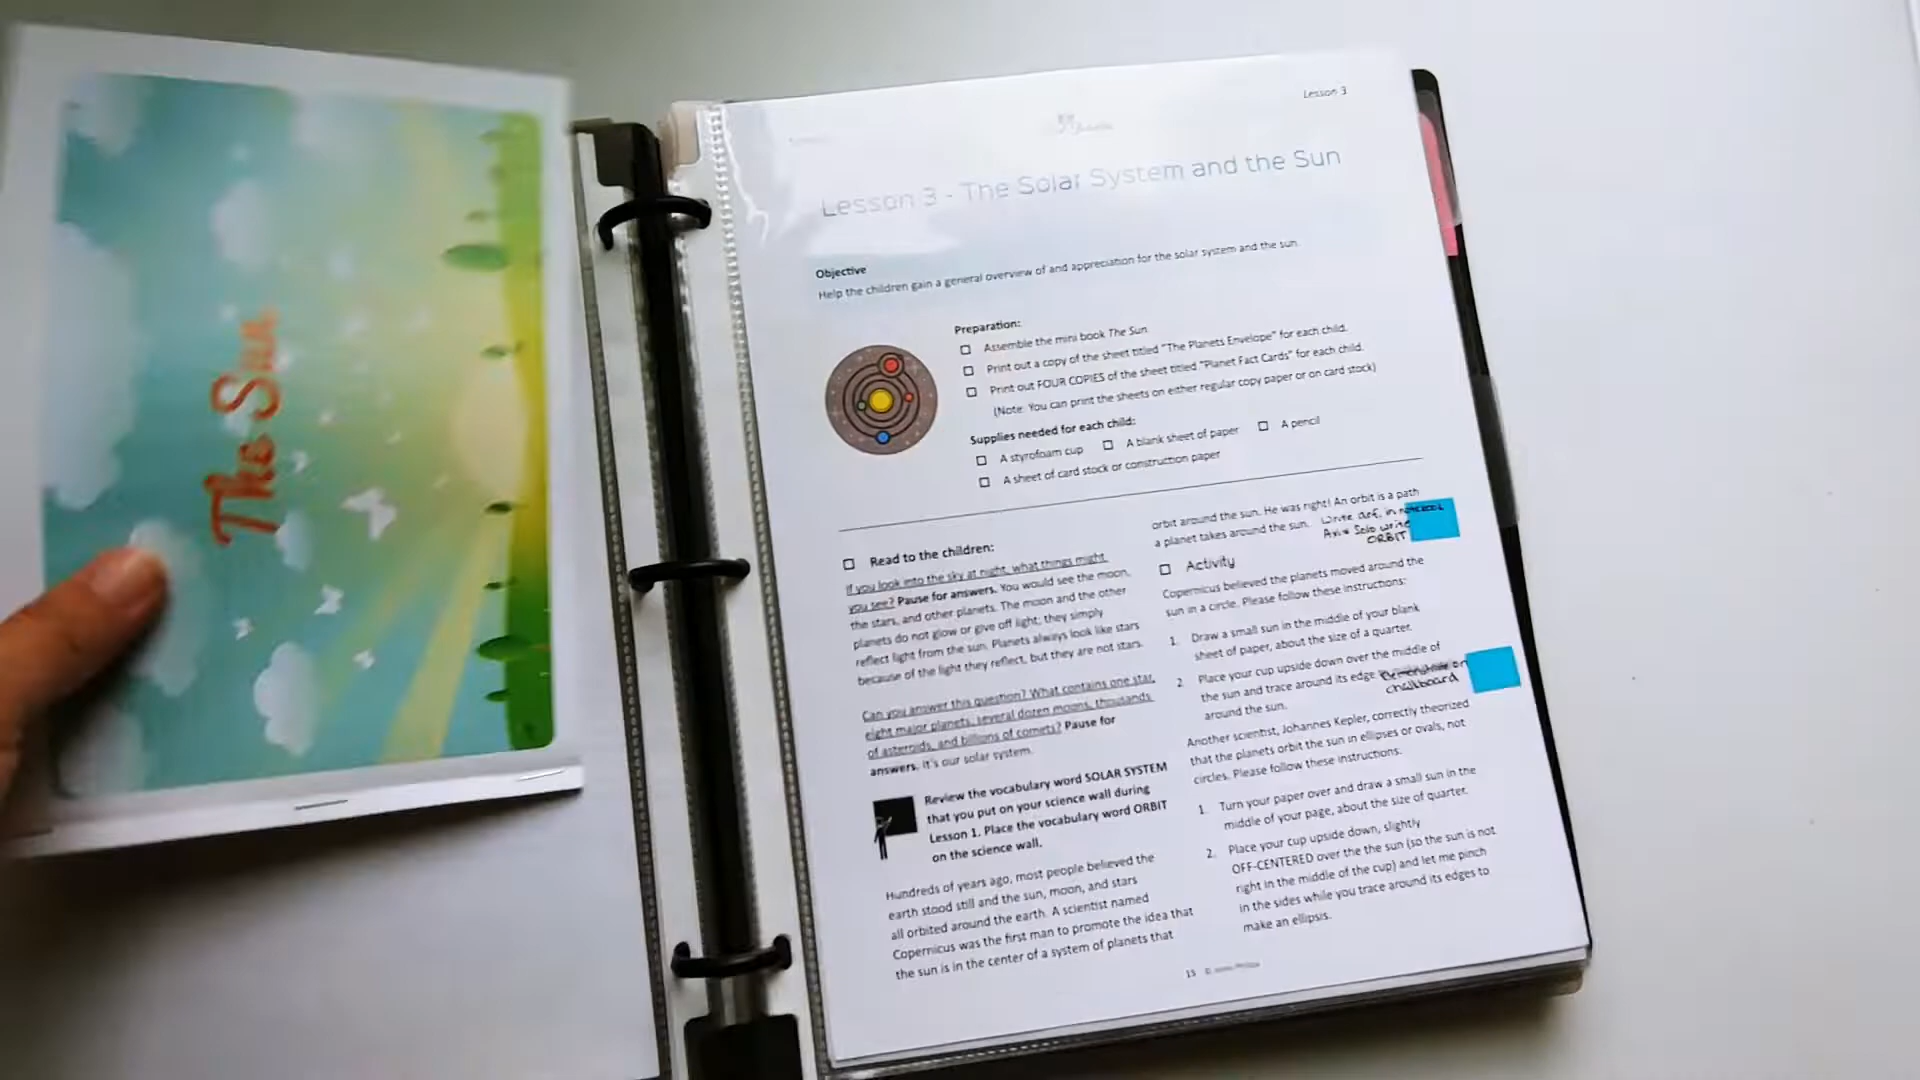 The Sun
Lesson 3
Lesson 3 - The Solar System and the Sun
Objective
Help the children gain a general overview of and appreciation for the solar system and the sun.
Preparation:
Assemble the mini book The Sun.
Print out a copy of the sheet titled "The Planets Envelope" for each child.
Print out FOUR COPIES of the sheet titled "Planet Fact Cards" for each child.
(Note: You can print the sheets on either regular copy paper or on card stock)
Supplies needed for each child:
A styrofoam cup A blank sheet of paper A pencil
A sheet of card stock or construction paper
Read to the children:
If you look into the sky at night, what things might
you see? Pause for answers. You would see the moon,
the stars, and other planets. The moon and the other
planets do not glow or give off light; they simply
reflect light from the sun. Planets always look like stars
because of the light they reflect, but they are not stars.
Can you answer this question? What contains one star,
eight major planets, several dozen moons, thousands
of asteroids, and billions of comets? Pause for
answers. It's our solar system.
Review the vocabulary word SOLAR SYSTEM
that you put on your science wall during
Lesson 1. Place the vocabulary word ORBIT
on the science wall.
Hundreds of years ago, most people believed the
earth stood still and the sun, moon, and stars
all orbited around the earth. A scientist named
Copernicus was the first man to promote the idea that
the sun is in the center of a system of planets that
orbit around the sun. He was right! An orbit is a path
a planet takes around the sun.
write def. in
write
ORBIT
Activity
Copernicus believed the planets moved around the
sun in a circle. Please follow these instructions:
1. Draw a small sun in the middle of your blank
sheet of paper, about the size of a quarter.
2. Place your cup upside down over the middle of
the sun and trace around its edge
around the sun.
on
chalkboard
Another scientist, Johannes Kepler, correctly theorized
that the planets orbit the sun in ellipses or ovals, not
circles. Please follow these instructions:
1. Turn your paper over and draw a small sun in the
middle of your page, about the size of quarter.
2. Place your cup upside down, slightly
OFF-CENTERED over the the sun (so the sun is not
right in the middle of the cup) and let me pinch
in the sides while you trace around its edges to
make an ellipsis.
15